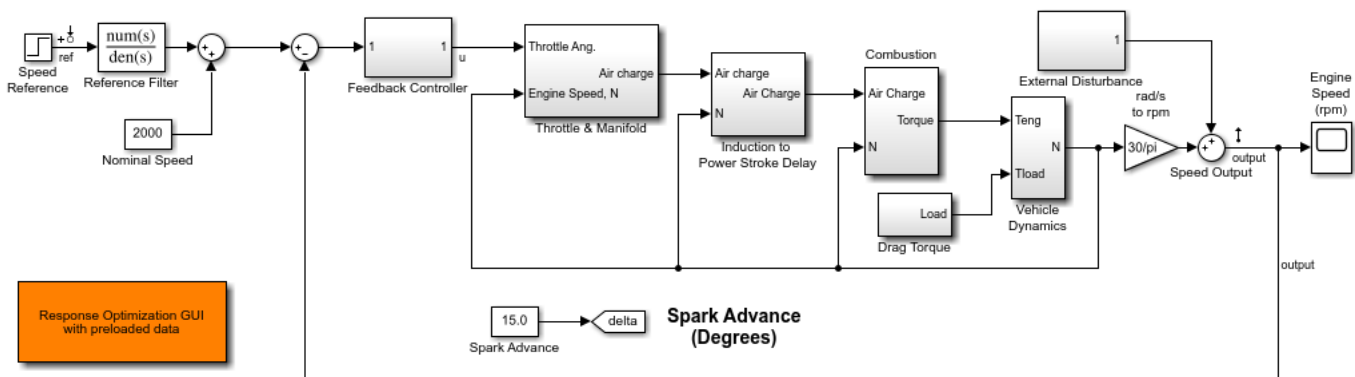 ref
Speed
Reference
num(s)
den(s)
Reference Filter
2000
Nominal Speed
1
1
Feedback Controller
u
Throttle Ang.
Air charge
Engine Speed, N
Throttle & Manifold
Air charge
Air Charge
N
Induction to
Power Stroke Delay
Combustion
Air Charge
Torque
N
Load
Drag Torque
Teng
N
Tload
Vehicle
Dynamics
1
External Disturbance
rad/s
to rpm
30/pi
Speed Output
output
Engine
Speed
(rpm)
output
Response Optimization GUI
with preloaded data
15.0
Spark Advance
delta
Spark Advance
(Degrees)